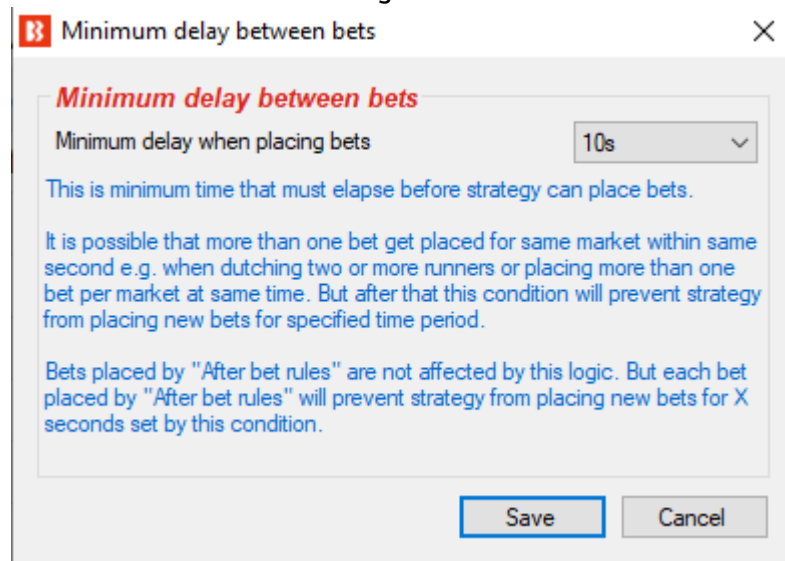 Minimum delay between bets
Minimum delay between bets
Minimum delay when placing bets 10s
This is minimum time that must elapse before strategy can place bets.
It is possible that more than one bet get placed for same market within same
second e.g. when dutching two or more runners or placing more than one
bet per market at same time. But after that this condition will prevent strategy
from placing new bets for specified time period.
Bets placed by "After bet rules" are not affected by this logic. But each bet
placed by "After bet rules" will prevent strategy from placing new bets for X
seconds set by this condition.
Save Cancel